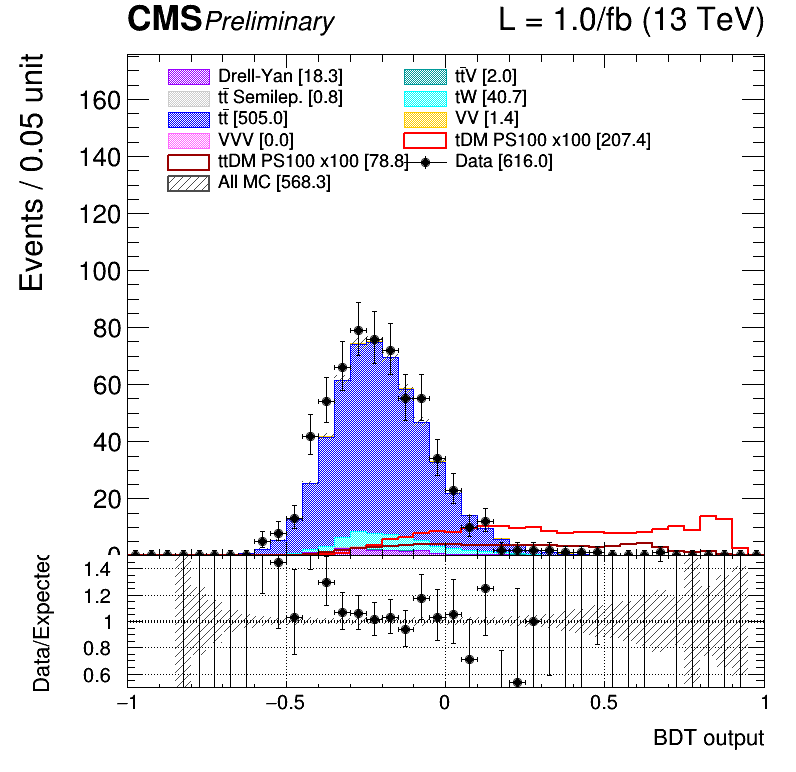 CMS Preliminary L = 1.0/fb (13 TeV)
Events / 0.05 unit
Drell-Yan [18.3] tt̄V [2.0]
tt̄ Semilep. [0.8] tW [40.7]
tt̄ [505.0] VV [1.4]
VVV [0.0] tDM PS100 x100 [207.4]
ttDM PS100 x100 [78.8] Data [616.0]
All MC [568.3]
160
140
120
100
80
60
40
20
0
Data/Expected
1.4
1.2
1
0.8
0.6
−1 −0.5 0 0.5 1
BDT output